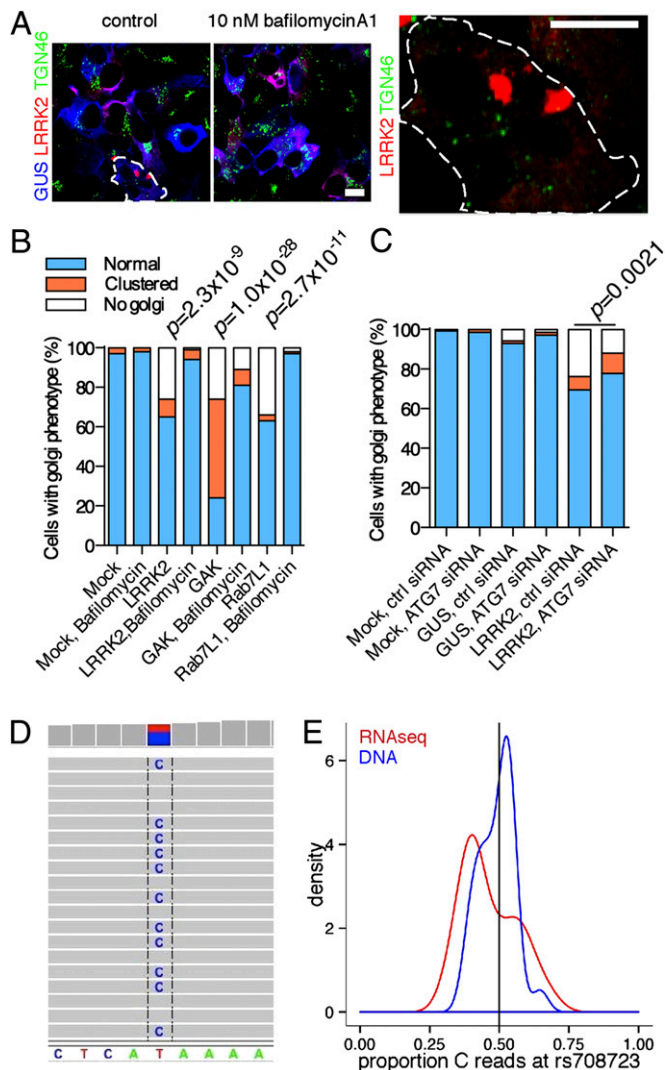 A
control
10 nM bafilomycinA1
GUS LRRK2 TGN46
LRRK2 TGN46
B
Normal
Clustered
No golgi
p=2.3x10-9
p=1.0x10-28
p=2.7x10-11
Cells with golgi phenotype (%)
100
80
60
40
20
0
Mock
Mock, Bafilomycin
LRRK2
LRRK2,Bafilomycin
GAK
GAK, Bafilomycin
Rab7L1
Rab7L1, Bafilomycin
C
p=0.0021
Cells with golgi phenotype (%)
100
80
60
40
20
0
Mock, ctrl siRNA
Mock, ATG7 siRNA
GUS, ctrl siRNA
GUS, ATG7 siRNA
LRRK2, ctrl siRNA
LRRK2, ATG7 siRNA
D
C
C
C
C
C
C
C
C
C
C
C
C T C A T A A A A
E
RNAseq
DNA
density
6
4
2
0
0.00 0.25 0.50 0.75 1.00
proportion C reads at rs708723